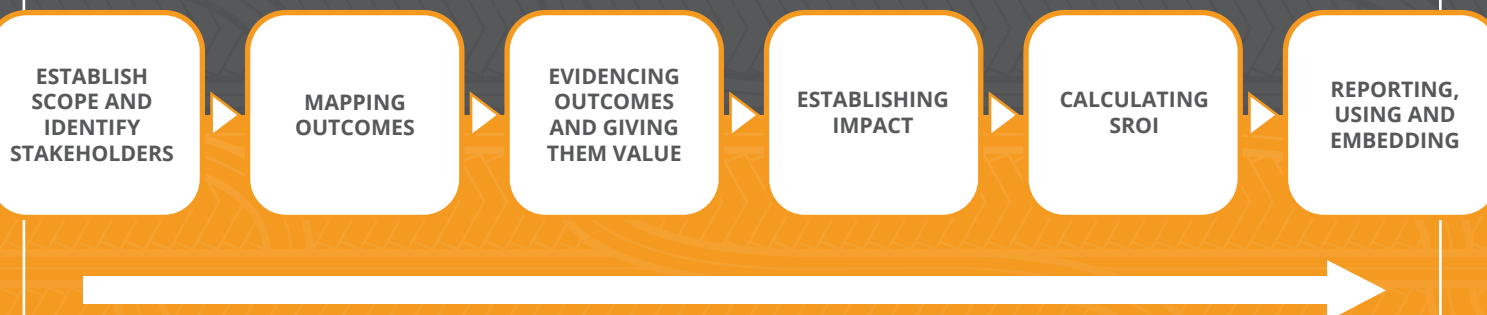 ESTABLISH
SCOPE AND
IDENTIFY
STAKEHOLDERS
MAPPING
OUTCOMES
EVIDENCING
OUTCOMES
AND GIVING
THEM VALUE
ESTABLISHING
IMPACT
CALCULATING
SROI
REPORTING,
USING AND
EMBEDDING